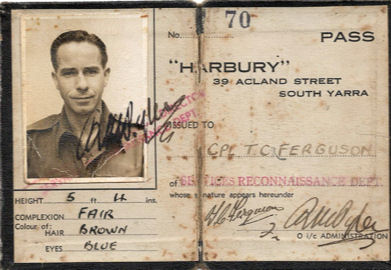 No. 70
PASS
"HARBURY"
39 ACLAND STREET
SOUTH YARRA
ISSUED TO
CPL T.C. FERGUSON
of SERVICES RECONNAISSANCE DEPT
whose signature appears hereunder
O i/c ADMINISTRATION
HEIGHT 5 ft 4 ins.
COMPLEXION FAIR
Colour of:
HAIR BROWN
EYES BLUE